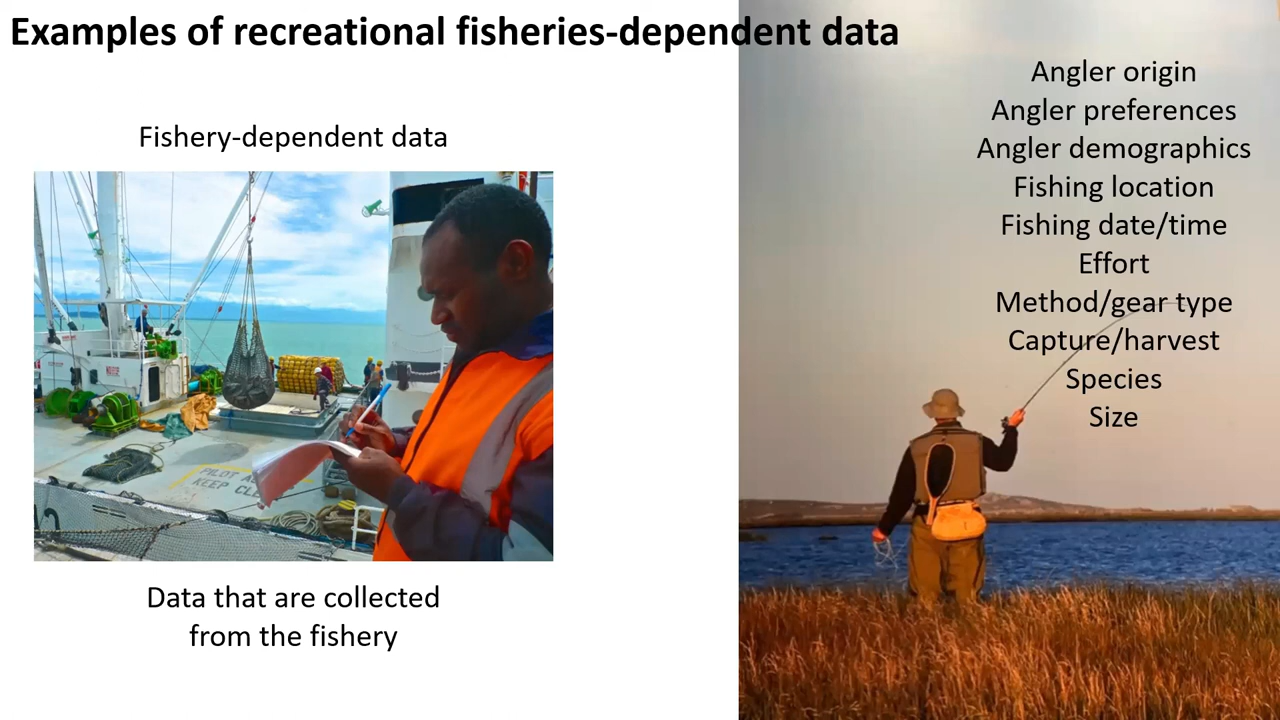 Examples of recreational fisheries-dependent data
Fishery-dependent data
PILOT
KEEP
Data that are collected
from the fishery
Angler origin
Angler preferences
Angler demographics
Fishing location
Fishing date/time
Effort
Method/gear type
Capture/harvest
Species
Size